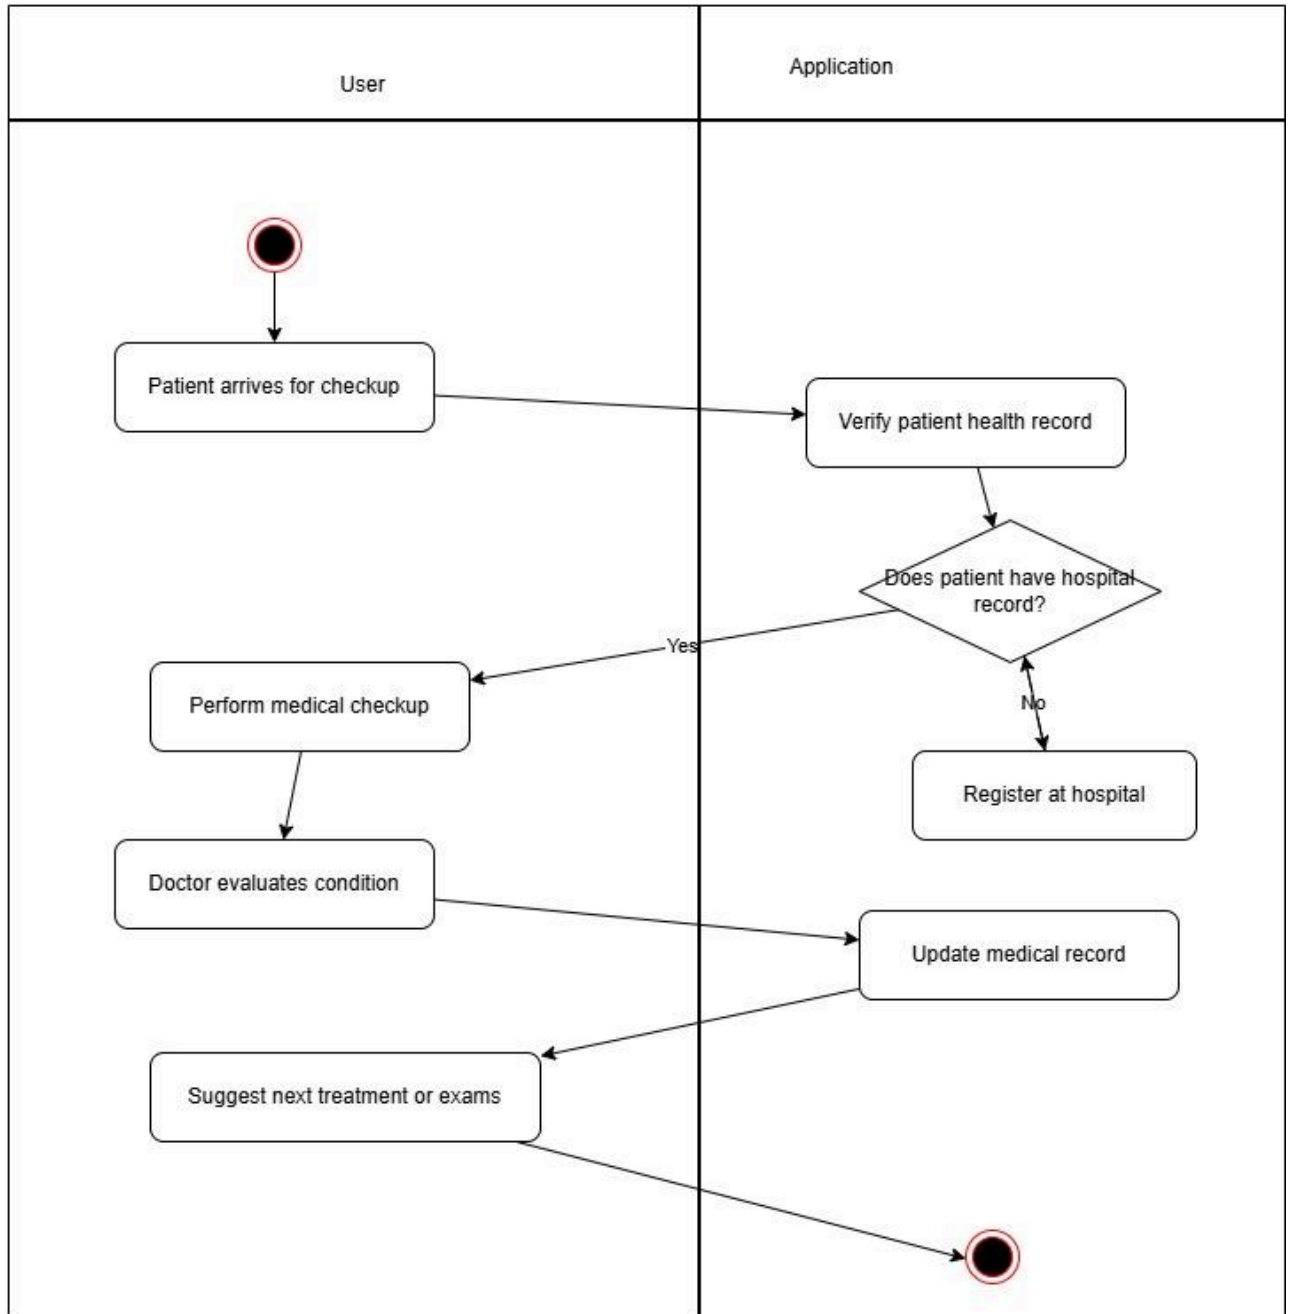 User
Application
Patient arrives for checkup
Verify patient health record
Does patient have hospital
record?
Yes
Perform medical checkup
No
Register at hospital
Doctor evaluates condition
Update medical record
Suggest next treatment or exams